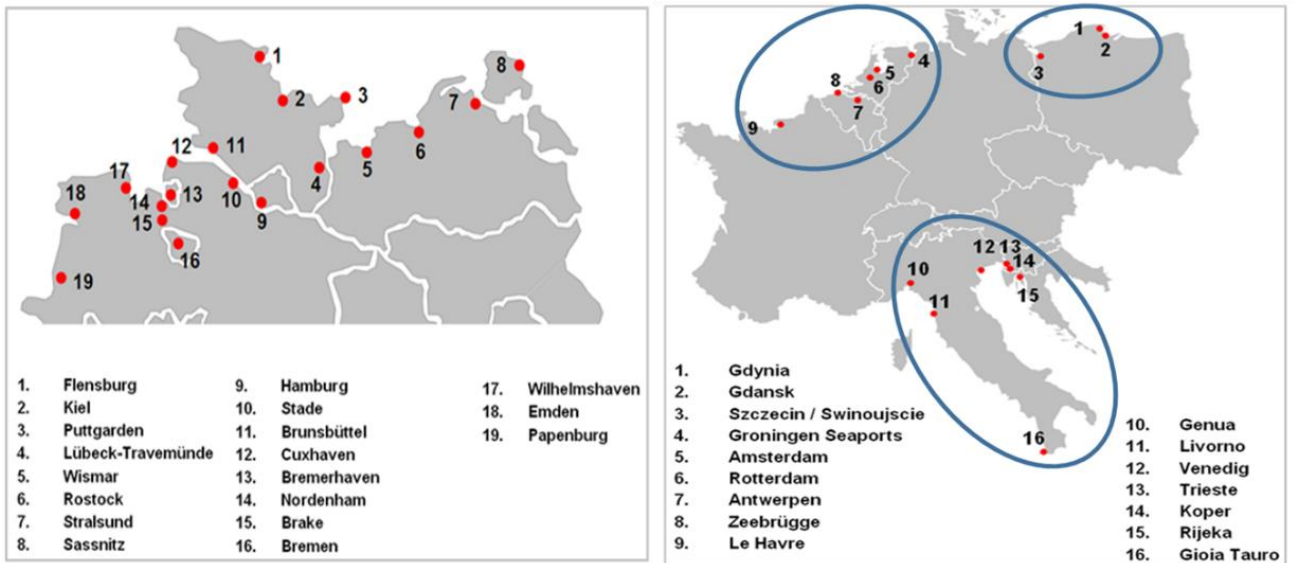 1
2
3
4
5
6
7
8
9
10
11
12
13
14
15
16
17
18
19
1. Flensburg
2. Kiel
3. Puttgarden
4. Lübeck-Travemünde
5. Wismar
6. Rostock
7. Stralsund
8. Sassnitz
9. Hamburg
10. Stade
11. Brunsbüttel
12. Cuxhaven
13. Bremerhaven
14. Nordenham
15. Brake
16. Bremen
17. Wilhelmshaven
18. Emden
19. Papenburg
1
2
3
4
5
6
7
8
9
10
11
12
13
14
15
16
1. Gdynia
2. Gdansk
3. Szczecin / Swinoujscie
4. Groningen Seaports
5. Amsterdam
6. Rotterdam
7. Antwerpen
8. Zeebrügge
9. Le Havre
10. Genua
11. Livorno
12. Venedig
13. Trieste
14. Koper
15. Rijeka
16. Gioia Tauro